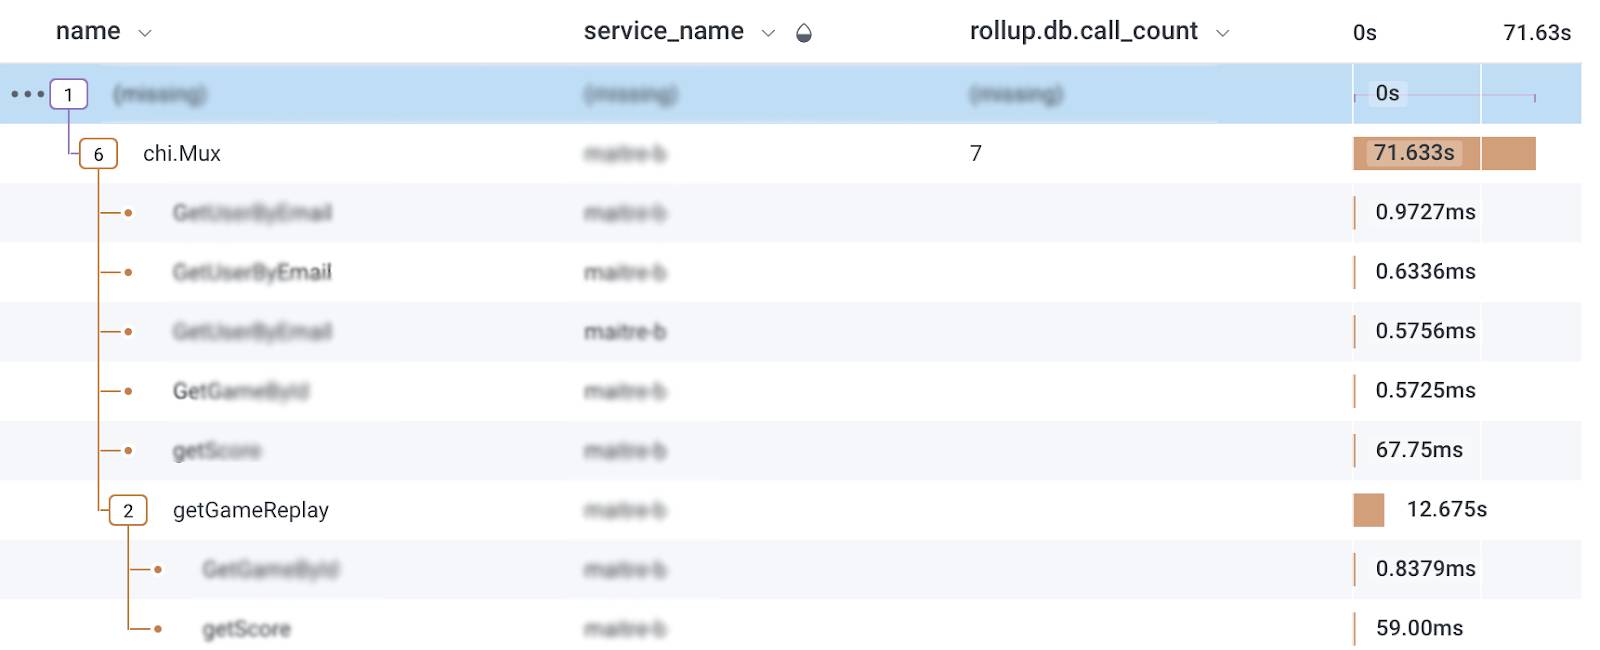 name service_name rollup.db.call_count 0s 71.63s
1 (missing) (missing) (missing) 0s
6 chi.Mux maitre-b 7 71.633s
GetUserByEmail maitre-b 0.9727ms
GetUserByEmail maitre-b 0.6336ms
GetUserByEmail maitre-b 0.5756ms
GetGameById maitre-b 0.5725ms
getScore maitre-b 67.75ms
2 getGameReplay maitre-b 12.675s
GetGameById maitre-b 0.8379ms
getScore maitre-b 59.00ms